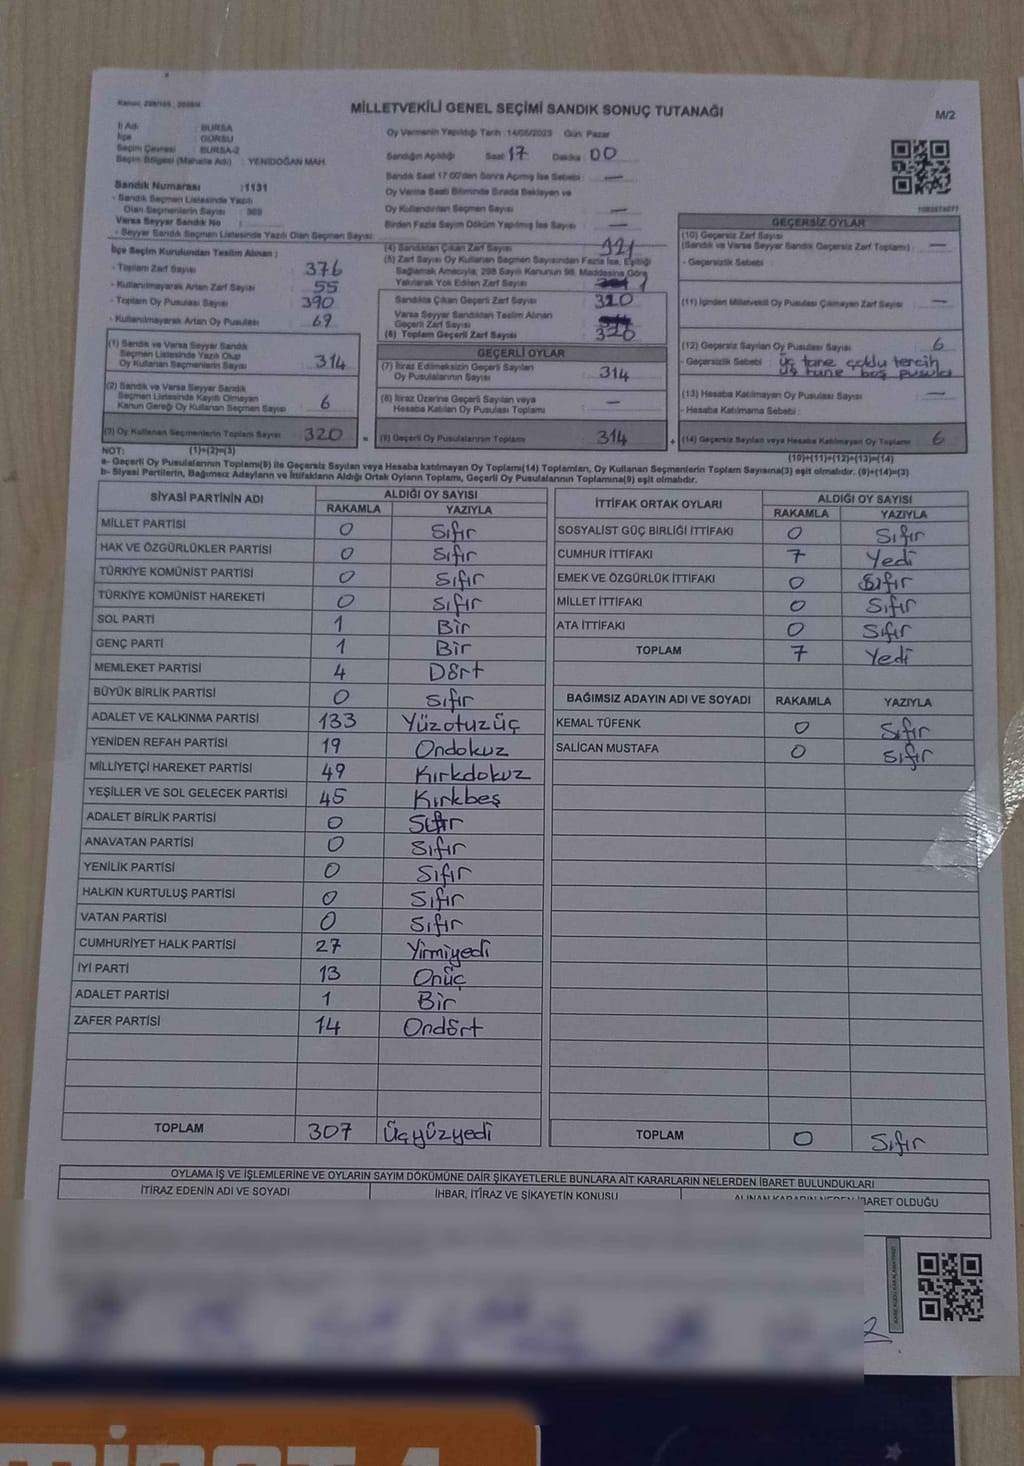 MİLLETVEKİLİ GENEL SEÇİMİ SANDIK SONUÇ TUTANAĞI
M/2
İl Adı : BURSA
İlçe : GÜRSU
Seçim Çevresi : BURSA-2
Seçim Bölgesi (Mahalle Adı) : YENİDOĞAN MAH.
Sandık Numarası :1131
- Sandık Seçmen Listesinde Yazılı
Olan Seçmenlerin Sayısı : 369
Varsa Seyyar Sandık No :
- Seyyar Sandık Seçmen Listesinde Yazılı Olan Seçmen Sayısı:
Oy Vermenin Yapıldığı Tarih :14/05/2023 Gün: Pazar
Sandığın Açıldığı Saat 17 Dakika 00
Sandık Saat 17:00'den Sonra Açılmış İse Sebebi : —
Oy Verme Saati Bitiminde Sırada Bekleyen ve
Oy Kullandırılan Seçmen Sayısı —
Birden Fazla Sayım Döküm Yapılmış İse Sayısı : —
İlçe Seçim Kurulundan Teslim Alınan ;
- Toplam Zarf Sayısı : 376
- Kullanılmayarak Artan Zarf Sayısı : 55
- Toplam Oy Pusulası Sayısı : 390
- Kullanılmayarak Artan Oy Pusulası : 69
(1) Sandık ve Varsa Seyyar Sandık
Seçmen Listesinde Yazılı Olup
Oy Kullanan Seçmen Sayısı : 314
(2) Sandık ve Varsa Seyyar Sandık
Seçmen Listesinde Kayıtlı Olmayan
Kanun Gereği Oy Kullanan Seçmen Sayısı : 6
(3) Oy Kullanan Seçmenlerin Toplam Sayısı : 320
(4) Sandıktan Çıkan Zarf Sayısı : 321
(5) Zarf Sayısı Oy Kullanan Seçmen Sayısından Fazla İse, Eşitliği
Sağlamak Amacıyla, 298 Sayılı Kanunun 98. Maddesine Göre
Yakılarak Yok Edilen Zarf Sayısı : 1
Sandıkta Çıkan Geçerli Zarf Sayısı : 320
Varsa Seyyar Sandıktan Teslim Alınan
Geçerli Zarf Sayısı
(6) Toplam Geçerli Zarf Sayısı : 320
GEÇERLİ OYLAR
(7) İtiraz Edilmeksizin Geçerli Sayılan
Oy Pusulalarının Sayısı : 314
(8) İtiraz Üzerine Geçerli Sayılan veya
Hesaba Katılan Oy Pusulası Toplamı : —
(9) Geçerli Oy Pusulalarının Toplamı : 314
GEÇERSİZ OYLAR
(10) Geçersiz Zarf Sayısı
(Sandık ve Varsa Seyyar Sandık Geçersiz Zarf Toplamı) : —
- Geçersizlik Sebebi :
(11) İçinden Milletvekili Oy Pusulası Çıkmayan Zarf Sayısı : —
(12) Geçersiz Sayılan Oy Pusulası Sayısı : 6
- Geçersizlik Sebebi : üç tane çoklu tercih
üç tane boş pusula
(13) Hesaba Katılmayan Oy Pusulası Sayısı : —
- Hesaba Katılmama Sebebi :
(14) Geçersiz Sayılan veya Hesaba Katılmayan Oy Toplamı : 6
NOT: (1)+(2)=(3) (10)+(11)+(12)+(13)=(14)
a- Geçerli Oy Pusulalarının Toplamı(9) ile Geçersiz Sayılan veya Hesaba katılmayan Oy Toplamı(14) Toplamları, Oy Kullanan Seçmenlerin Toplam Sayısına(3) eşit olmalıdır. (9)+(14)=(3)
b- Siyasi Partilerin, Bağımsız Adayların ve İttifakların Aldığı Ortak Oyların Toplamı, Geçerli Oy Pusulalarının Toplamına(9) eşit olmalıdır.
SİYASİ PARTİNİN ADI ALDIĞI OY SAYISI
RAKAMLA YAZIYLA
MİLLET PARTİSİ 0 Sıfır
HAK VE ÖZGÜRLÜKLER PARTİSİ 0 Sıfır
TÜRKİYE KOMÜNİST PARTİSİ 0 Sıfır
TÜRKİYE KOMÜNİST HAREKETİ 0 Sıfır
SOL PARTİ 1 Bir
GENÇ PARTİ 1 Bir
MEMLEKET PARTİSİ 4 Dört
BÜYÜK BİRLİK PARTİSİ 0 Sıfır
ADALET VE KALKINMA PARTİSİ 133 Yüzotuzüç
YENİDEN REFAH PARTİSİ 19 Ondokuz
MİLLİYETÇİ HAREKET PARTİSİ 49 Kırkdokuz
YEŞİLLER VE SOL GELECEK PARTİSİ 45 Kırkbeş
ADALET BİRLİK PARTİSİ 0 Sıfır
ANAVATAN PARTİSİ 0 Sıfır
YENİLİK PARTİSİ 0 Sıfır
HALKIN KURTULUŞ PARTİSİ 0 Sıfır
VATAN PARTİSİ 0 Sıfır
CUMHURİYET HALK PARTİSİ 27 Yirmiyedi
İYİ PARTİ 13 Onüç
ADALET PARTİSİ 1 Bir
ZAFER PARTİSİ 14 Ondört
TOPLAM 307 Üçyüzyedi
İTTİFAK ORTAK OYLARI ALDIĞI OY SAYISI
RAKAMLA YAZIYLA
SOSYALİST GÜÇ BİRLİĞİ İTTİFAKI 0 Sıfır
CUMHUR İTTİFAKI 7 Yedi
EMEK VE ÖZGÜRLÜK İTTİFAKI 0 Sıfır
MİLLET İTTİFAKI 0 Sıfır
ATA İTTİFAKI 0 Sıfır
TOPLAM 7 Yedi
BAĞIMSIZ ADAYIN ADI VE SOYADI RAKAMLA YAZIYLA
KEMAL TÜFENK 0 Sıfır
SALİCAN MUSTAFA 0 Sıfır
TOPLAM 0 Sıfır
OYLAMA İŞ VE İŞLEMLERİNE VE OYLARIN SAYIM DÖKÜMÜNE DAİR ŞİKAYETLERLE BUNLARA AİT KARARLARIN NELERDEN İBARET BULUNDUKLARI
İTİRAZ EDENİN ADI VE SOYADI İHBAR, İTİRAZ VE ŞİKAYETİN KONUSU ALINAN KARARIN NEDEN İBARET OLDUĞU